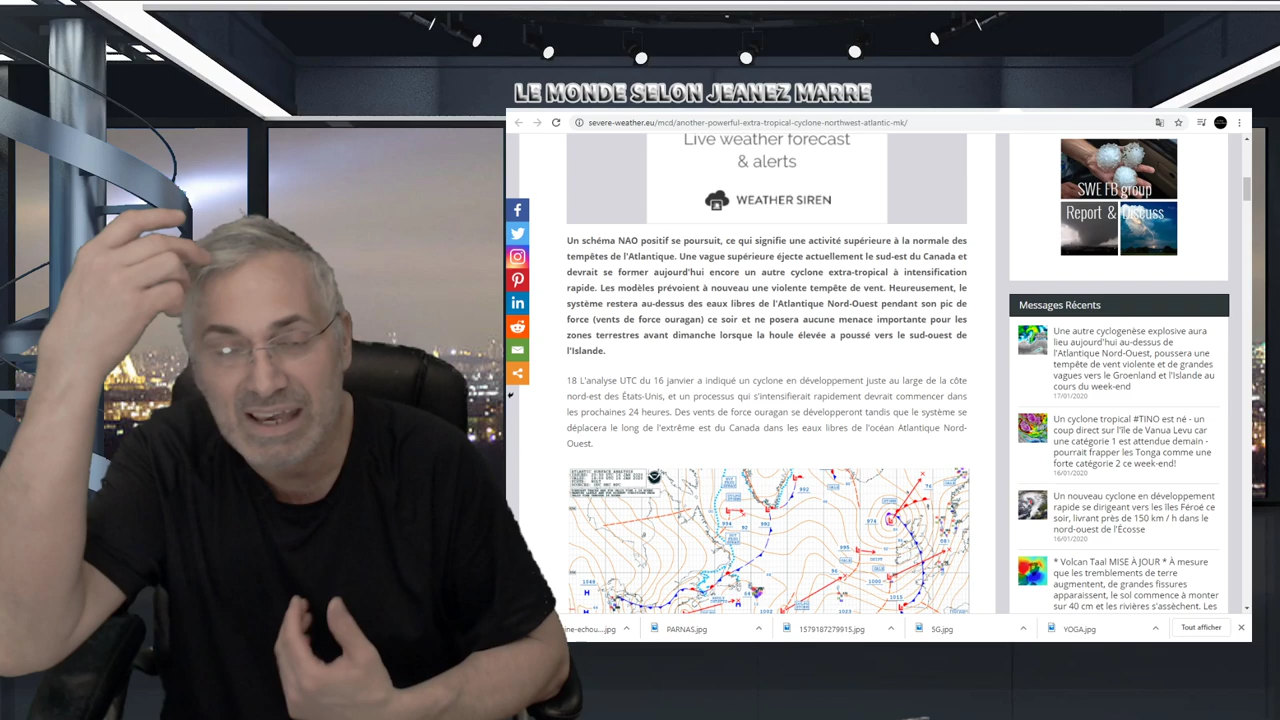 LE MONDE SELON JEANEZ MARRE
severe-weather.eu/mcd/another-powerful-extra-tropical-cyclone-northwest-atlantic-mk/
Live weather forecast
& alerts
WEATHER SIREN
Un schéma NAO positif se poursuit, ce qui signifie une activité supérieure à la normale des
tempêtes de l'Atlantique. Une vague supérieure éjecte actuellement le sud-est du Canada et
devrait se former aujourd'hui encore un autre cyclone extra-tropical à intensification
rapide. Les modèles prévoient à nouveau une violente tempête de vent. Heureusement, le
système restera au-dessus des eaux libres de l'Atlantique Nord-Ouest pendant son pic de
force (vents de force ouragan) ce soir et ne posera aucune menace importante pour les
zones terrestres avant dimanche lorsque la houle élevée a poussé vers le sud-ouest de
l'Islande.
18 L'analyse UTC du 16 janvier a indiqué un cyclone en développement juste au large de la côte
nord-est des États-Unis, et un processus qui s'intensifierait rapidement devrait commencer dans
les prochaines 24 heures. Des vents de force ouragan se développeront tandis que le système se
déplacera le long de l'extrême est du Canada dans les eaux libres de l'océan Atlantique Nord-
Ouest.
SWE FB group
Report & Discuss
Messages Récents
Une autre cyclogenèse explosive aura
lieu aujourd'hui au-dessus de
l'Atlantique Nord-Ouest, poussera une
tempête de vent violente et de grandes
vagues vers le Groenland et l'Islande au
cours du week-end
17/01/2020
Un cyclone tropical #TINO est né - un
coup direct sur l'île de Vanua Levu car
une catégorie 1 est attendue demain -
pourrait frapper les Tonga comme une
forte catégorie 2 ce week-end!
16/01/2020
Un nouveau cyclone en développement
rapide se dirigeant vers les îles Féroé ce
soir, livrant près de 150 km / h dans le
nord-ouest de l'Écosse
16/01/2020
* Volcan Taal MISE À JOUR * À mesure
que les tremblements de terre
augmentent, de grandes fissures
apparaissent, le sol commence à monter
sur 40 cm et les rivières s'assèchent. Les
ine-echou....jpg
PARNAS.jpg
1579187279915.jpg
5G.jpg
VOGA.jpg
Tout afficher